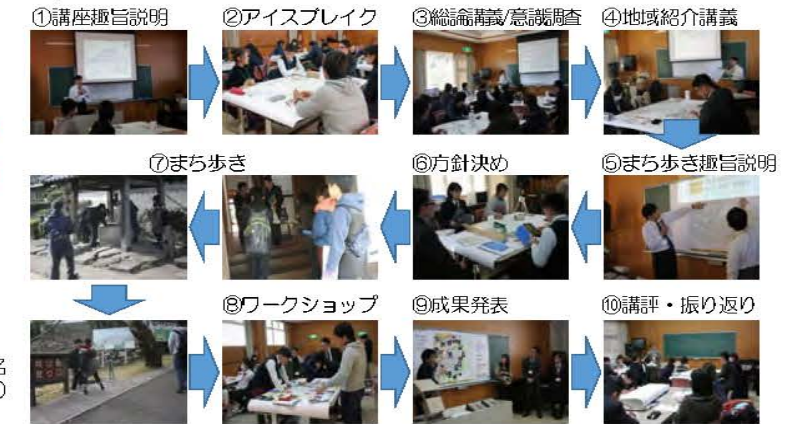 ①講座趣旨説明
②アイスブレイク
③総論講義/意識調査
④地域紹介講義
⑤まち歩き趣旨説明
⑥方針決め
⑦まち歩き
⑧ワークショップ
⑨成果発表
⑩講評・振り返り
名
)